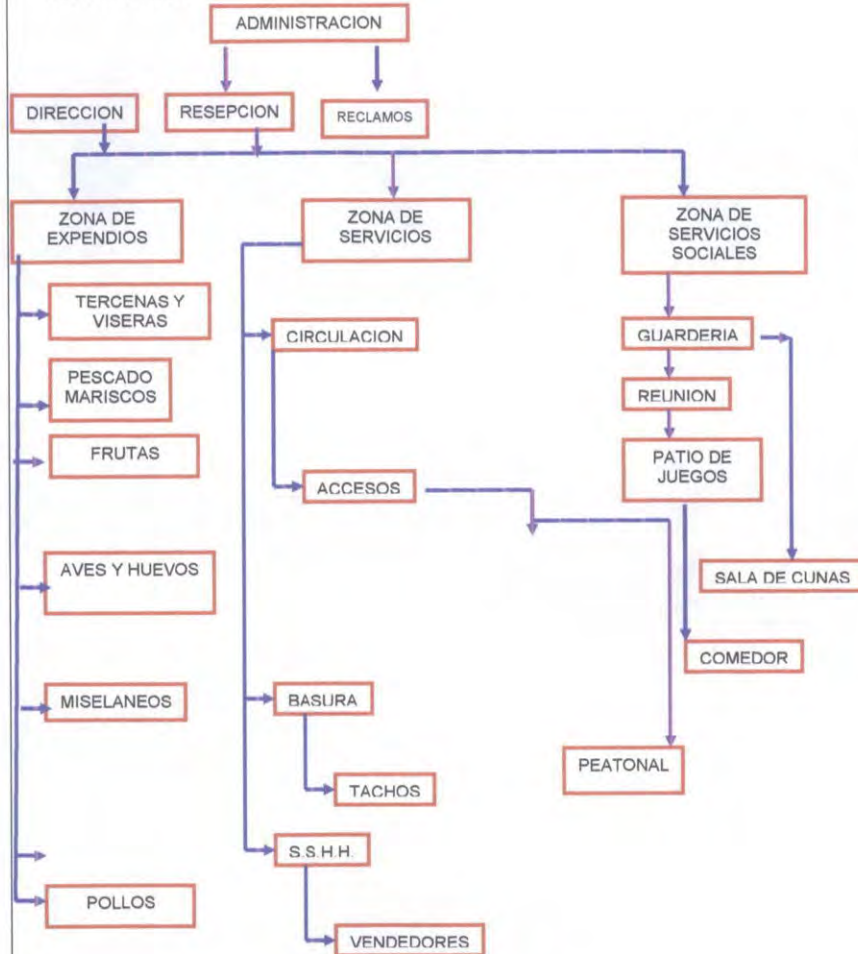 ADMINISTRACION
DIRECCION
RESEPCION
RECLAMOS
ZONA DE
EXPENDIOS
ZONA DE
SERVICIOS
ZONA DE
SERVICIOS
SOCIALES
TERCENAS Y
VISERAS
PESCADO
MARISCOS
FRUTAS
AVES Y HUEVOS
MISELANEOS
POLLOS
CIRCULACION
ACCESOS
BASURA
TACHOS
S.S.H.H.
VENDEDORES
GUARDERIA
REUNION
PATIO DE
JUEGOS
SALA DE CUNAS
COMEDOR
PEATONAL